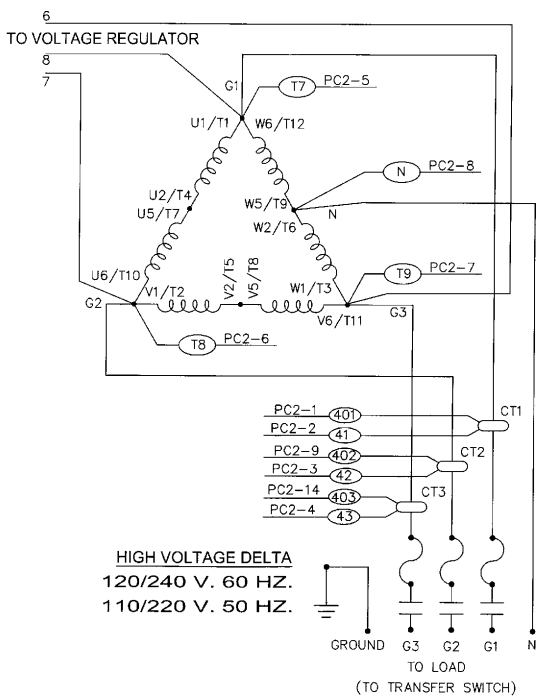 6
TO VOLTAGE REGULATOR
8
7
G1
T7
PC2-5
U1/T1
W6/T12
N
PC2-8
U2/T4
U5/T7
W5/T9
N
W2/T6
U6/T10
V2/T5
V5/T8
T9
PC2-7
W1/T3
G2
V1/T2
G3
V6/T11
T8
PC2-6
PC2-1
401
CT1
PC2-2
41
PC2-9
402
CT2
PC2-3
42
PC2-14
403
CT3
PC2-4
43
HIGH VOLTAGE DELTA
120/240 V. 60 HZ.
110/220 V. 50 HZ.
GROUND
G3
G2
G1
N
TO LOAD
(TO TRANSFER SWITCH)